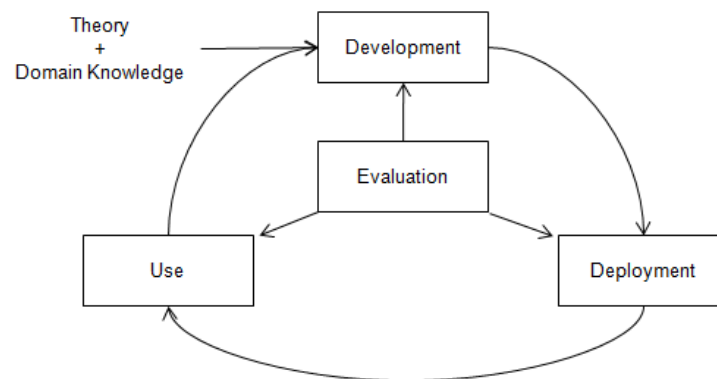 Theory
+
Domain Knowledge
Development
Evaluation
Use
Deployment